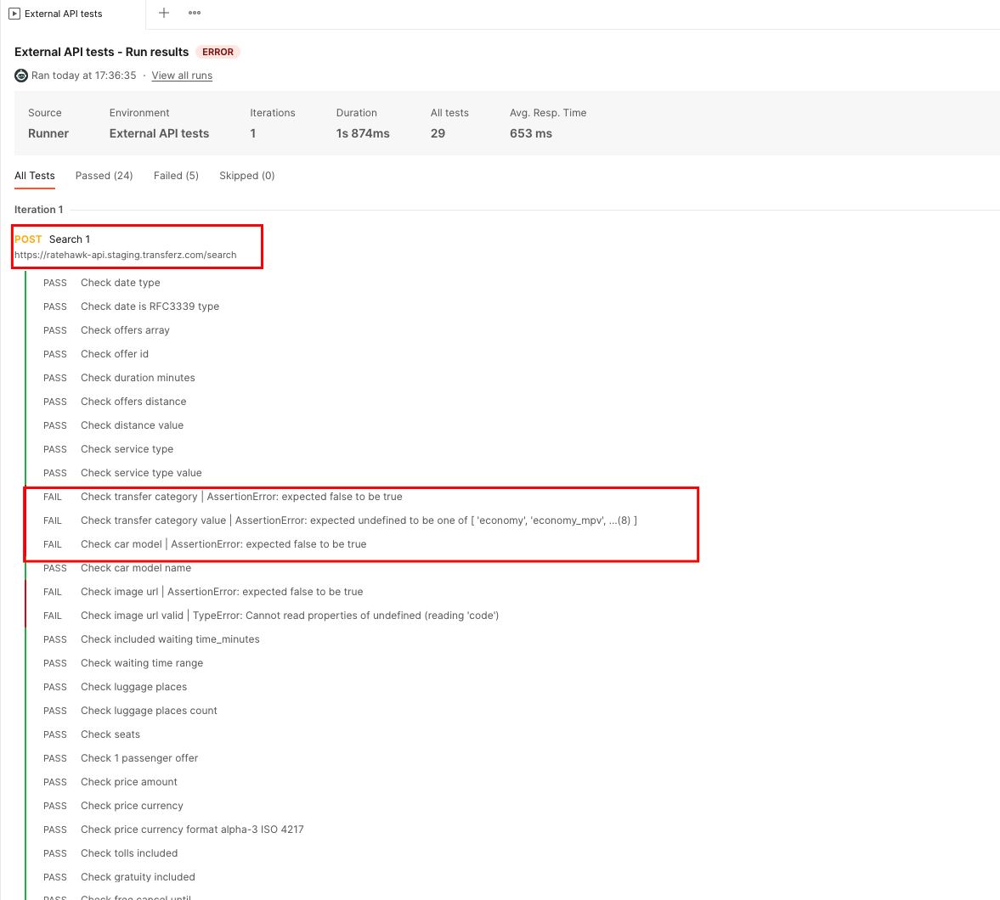 External API tests
External API tests - Run results ERROR
Ran today at 17:36:35 · View all runs
Source Environment Iterations Duration All tests Avg. Resp. Time
Runner External API tests 1 1s 874ms 29 653 ms
All Tests Passed (24) Failed (5) Skipped (0)
Iteration 1
POST Search 1
https://ratehawk-api.staging.transferz.com/search
PASS Check date type
PASS Check date is RFC3339 type
PASS Check offers array
PASS Check offer id
PASS Check duration minutes
PASS Check offers distance
PASS Check distance value
PASS Check service type
PASS Check service type value
FAIL Check transfer category | AssertionError: expected false to be true
FAIL Check transfer category value | AssertionError: expected undefined to be one of [ 'economy', 'economy_mpv', …(8) ]
FAIL Check car model | AssertionError: expected false to be true
PASS Check car model name
FAIL Check image url | AssertionError: expected false to be true
FAIL Check image url valid | TypeError: Cannot read properties of undefined (reading 'code')
PASS Check included waiting time_minutes
PASS Check waiting time range
PASS Check luggage places
PASS Check luggage places count
PASS Check seats
PASS Check 1 passenger offer
PASS Check price amount
PASS Check price currency
PASS Check price currency format alpha-3 ISO 4217
PASS Check tolls included
PASS Check gratuity included
PASS Check free cancel until